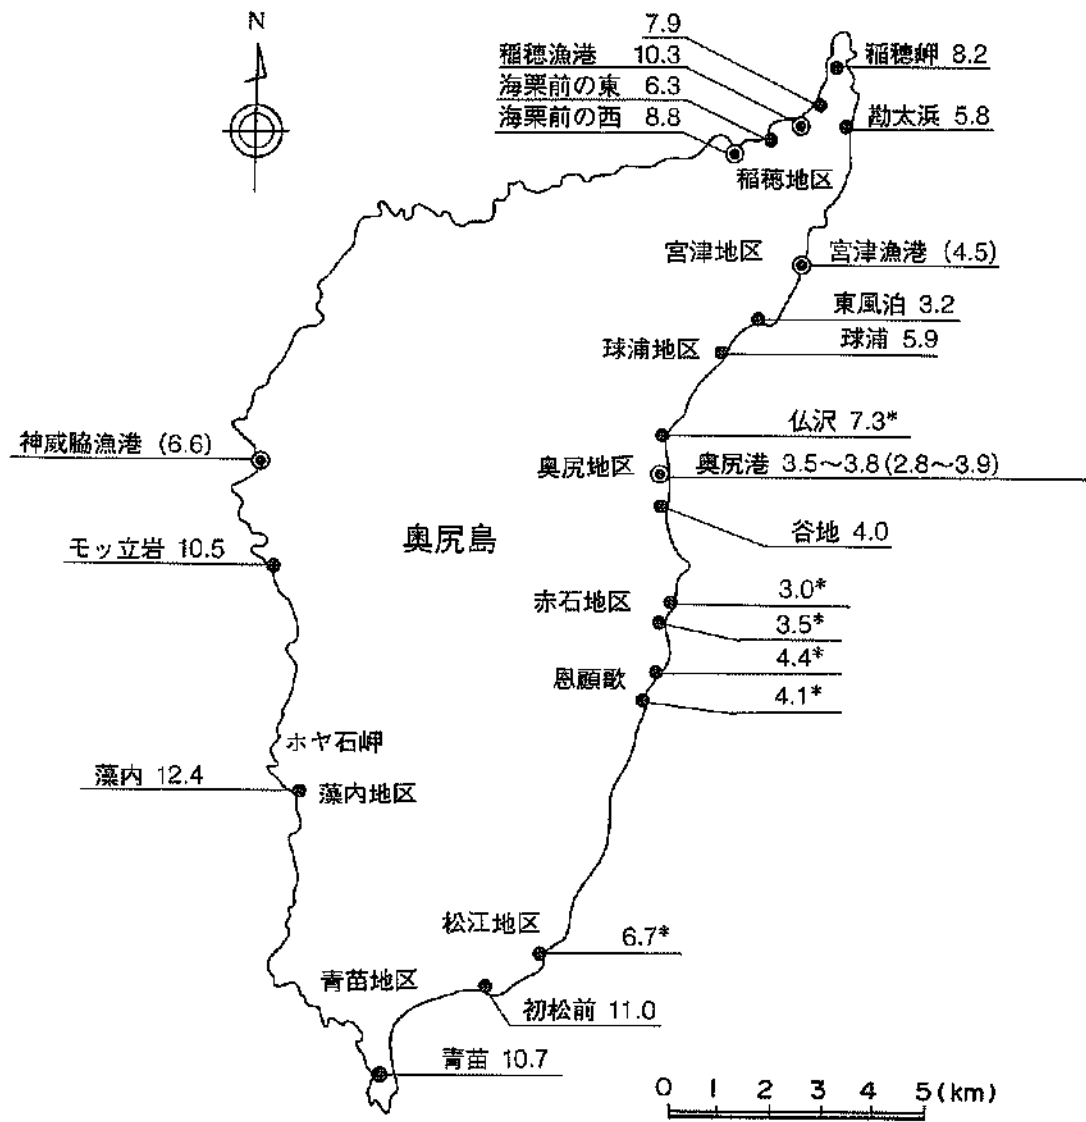 N
7.9
稲穂漁港 10.3
海栗前の東 6.3
海栗前の西 8.8
稲穂岬 8.2
勘太浜 5.8
稲穂地区
宮津地区
宮津漁港 (4.5)
東風泊 3.2
球浦地区
球浦 5.9
仏沢 7.3*
神威脇漁港 (6.6)
奥尻地区
奥尻港 3.5～3.8(2.8～3.9)
谷地 4.0
奥尻島
モッ立岩 10.5
赤石地区
3.0*
3.5*
恩顧歌
4.4*
4.1*
ホヤ石岬
藻内 12.4
藻内地区
松江地区
6.7*
青苗地区
初松前 11.0
青苗 10.7
0 1 2 3 4 5(km)